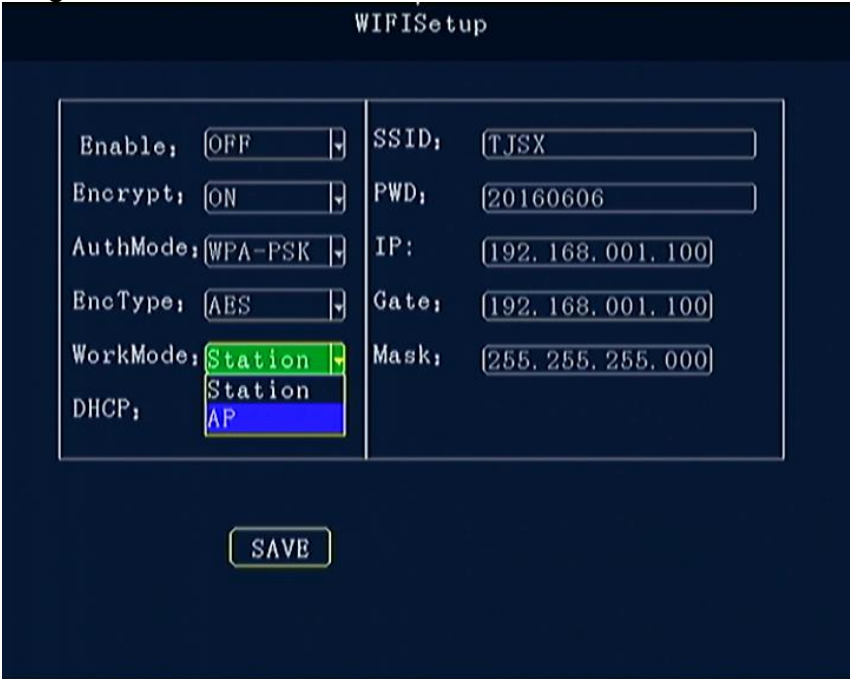 WIFISetup
Enable: OFF
Encrypt: ON
AuthMode: WPA-PSK
EncType: AES
WorkMode: Station
Station
AP
DHCP:
SSID: TJSX
PWD: 20160606
IP: 192.168.001.100
Gate: 192.168.001.100
Mask: 255.255.255.000
SAVE